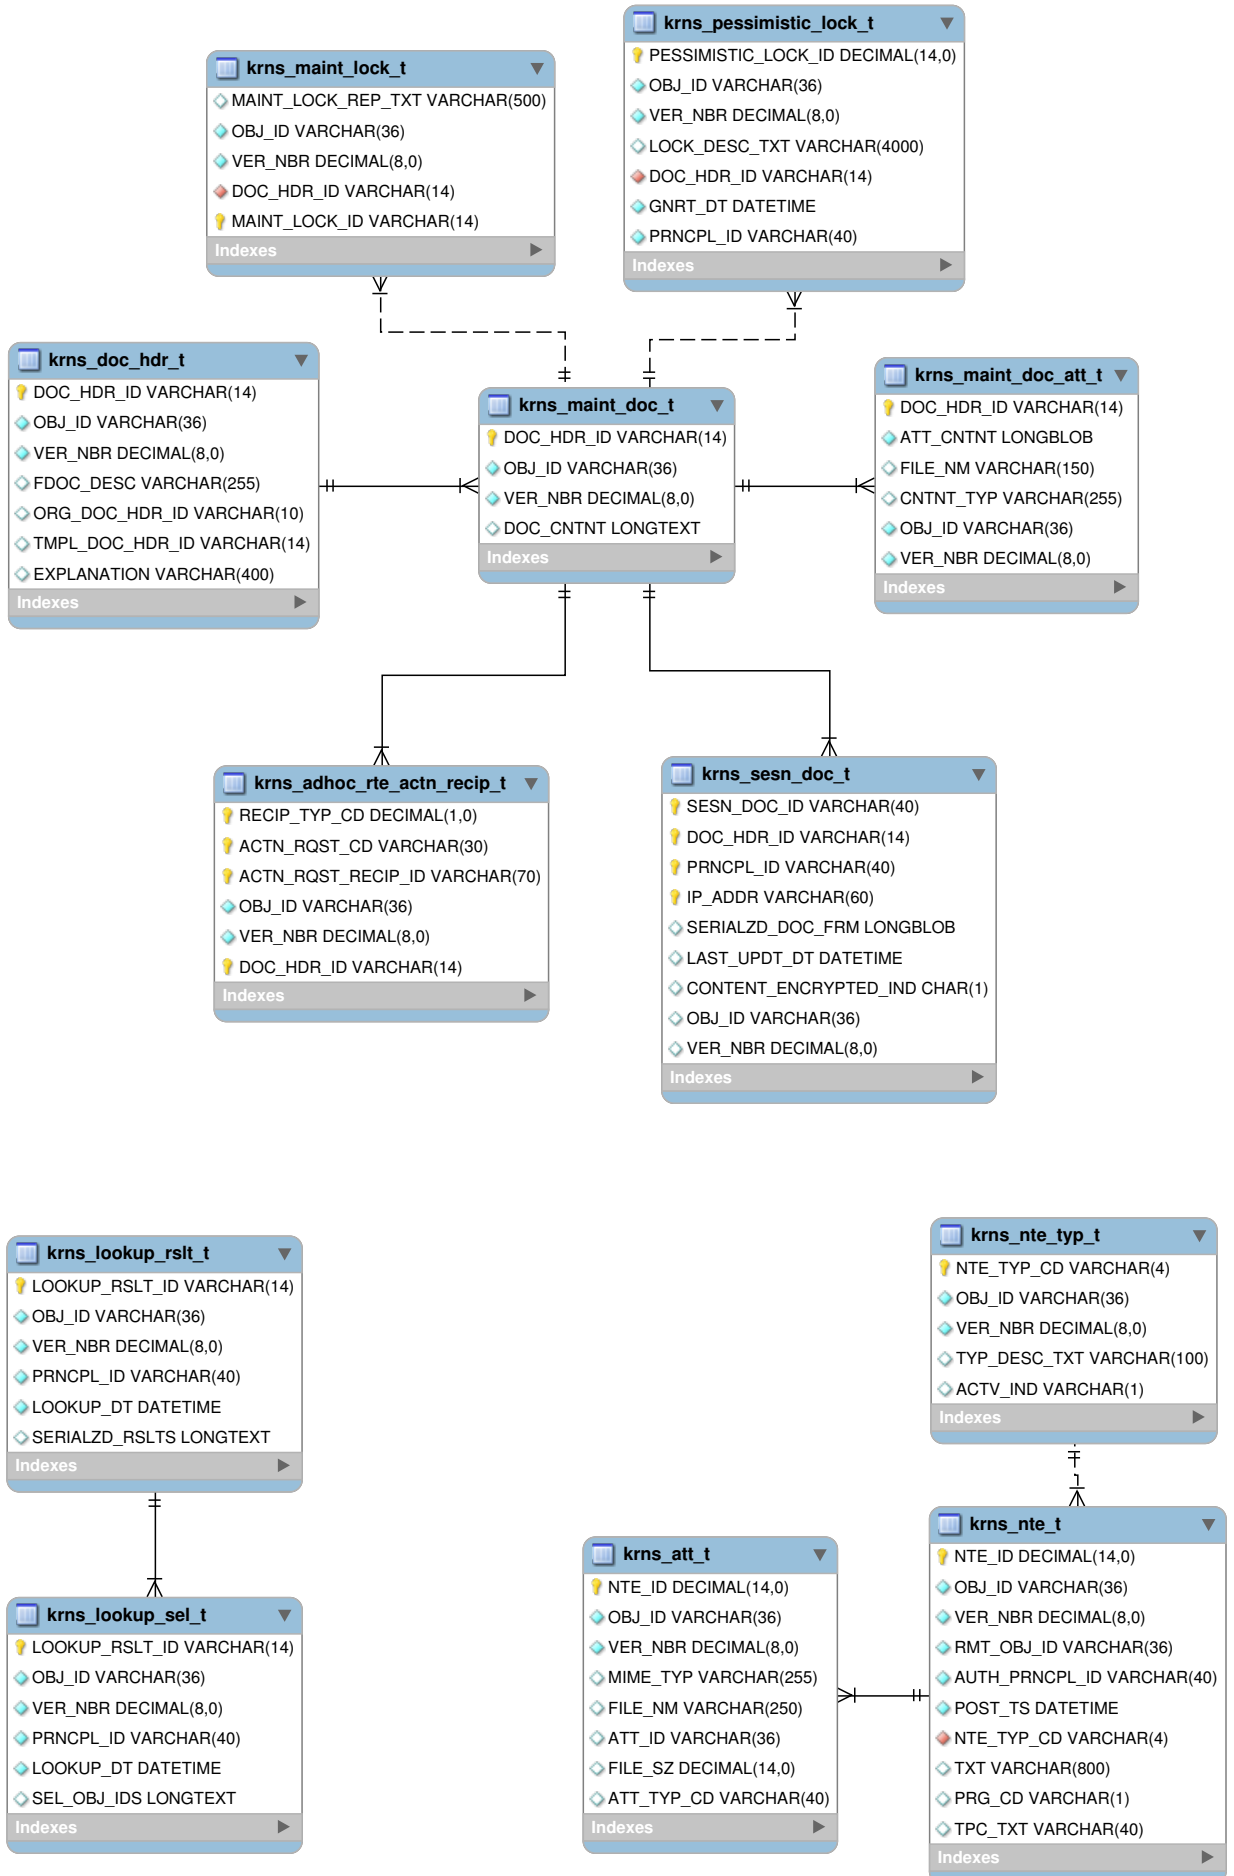 krns_pessimistic_lock_t
PESSIMISTIC_LOCK_ID DECIMAL(14,0)
OBJ_ID VARCHAR(36)
VER_NBR DECIMAL(8,0)
LOCK_DESC_TXT VARCHAR(4000)
DOC_HDR_ID VARCHAR(14)
GNRT_DT DATETIME
PRNCPL_ID VARCHAR(40)
Indexes
krns_maint_lock_t
MAINT_LOCK_REP_TXT VARCHAR(500)
OBJ_ID VARCHAR(36)
VER_NBR DECIMAL(8,0)
DOC_HDR_ID VARCHAR(14)
MAINT_LOCK_ID VARCHAR(14)
Indexes
krns_doc_hdr_t
DOC_HDR_ID VARCHAR(14)
OBJ_ID VARCHAR(36)
VER_NBR DECIMAL(8,0)
FDOC_DESC VARCHAR(255)
ORG_DOC_HDR_ID VARCHAR(10)
TMPL_DOC_HDR_ID VARCHAR(14)
EXPLANATION VARCHAR(400)
Indexes
krns_maint_doc_t
DOC_HDR_ID VARCHAR(14)
OBJ_ID VARCHAR(36)
VER_NBR DECIMAL(8,0)
DOC_CNTNT LONGTEXT
Indexes
krns_maint_doc_att_t
DOC_HDR_ID VARCHAR(14)
ATT_CNTNT LONGBLOB
FILE_NM VARCHAR(150)
CNTNT_TYP VARCHAR(255)
OBJ_ID VARCHAR(36)
VER_NBR DECIMAL(8,0)
Indexes
krns_adhoc_rte_actn_recip_t
RECIP_TYP_CD DECIMAL(1,0)
ACTN_RQST_CD VARCHAR(30)
ACTN_RQST_RECIP_ID VARCHAR(70)
OBJ_ID VARCHAR(36)
VER_NBR DECIMAL(8,0)
DOC_HDR_ID VARCHAR(14)
Indexes
krns_sesn_doc_t
SESN_DOC_ID VARCHAR(40)
DOC_HDR_ID VARCHAR(14)
PRNCPL_ID VARCHAR(40)
IP_ADDR VARCHAR(60)
SERIALZD_DOC_FRM LONGBLOB
LAST_UPDT_DT DATETIME
CONTENT_ENCRYPTED_IND CHAR(1)
OBJ_ID VARCHAR(36)
VER_NBR DECIMAL(8,0)
Indexes
krns_lookup_rslt_t
LOOKUP_RSLT_ID VARCHAR(14)
OBJ_ID VARCHAR(36)
VER_NBR DECIMAL(8,0)
PRNCPL_ID VARCHAR(40)
LOOKUP_DT DATETIME
SERIALZD_RSLTS LONGTEXT
Indexes
krns_lookup_sel_t
LOOKUP_RSLT_ID VARCHAR(14)
OBJ_ID VARCHAR(36)
VER_NBR DECIMAL(8,0)
PRNCPL_ID VARCHAR(40)
LOOKUP_DT DATETIME
SEL_OBJ_IDS LONGTEXT
Indexes
krns_nte_typ_t
NTE_TYP_CD VARCHAR(4)
OBJ_ID VARCHAR(36)
VER_NBR DECIMAL(8,0)
TYP_DESC_TXT VARCHAR(100)
ACTV_IND VARCHAR(1)
Indexes
krns_att_t
NTE_ID DECIMAL(14,0)
OBJ_ID VARCHAR(36)
VER_NBR DECIMAL(8,0)
MIME_TYP VARCHAR(255)
FILE_NM VARCHAR(250)
ATT_ID VARCHAR(36)
FILE_SZ DECIMAL(14,0)
ATT_TYP_CD VARCHAR(40)
Indexes
krns_nte_t
NTE_ID DECIMAL(14,0)
OBJ_ID VARCHAR(36)
VER_NBR DECIMAL(8,0)
RMT_OBJ_ID VARCHAR(36)
AUTH_PRNCPL_ID VARCHAR(40)
POST_TS DATETIME
NTE_TYP_CD VARCHAR(4)
TXT VARCHAR(800)
PRG_CD VARCHAR(1)
TPC_TXT VARCHAR(40)
Indexes